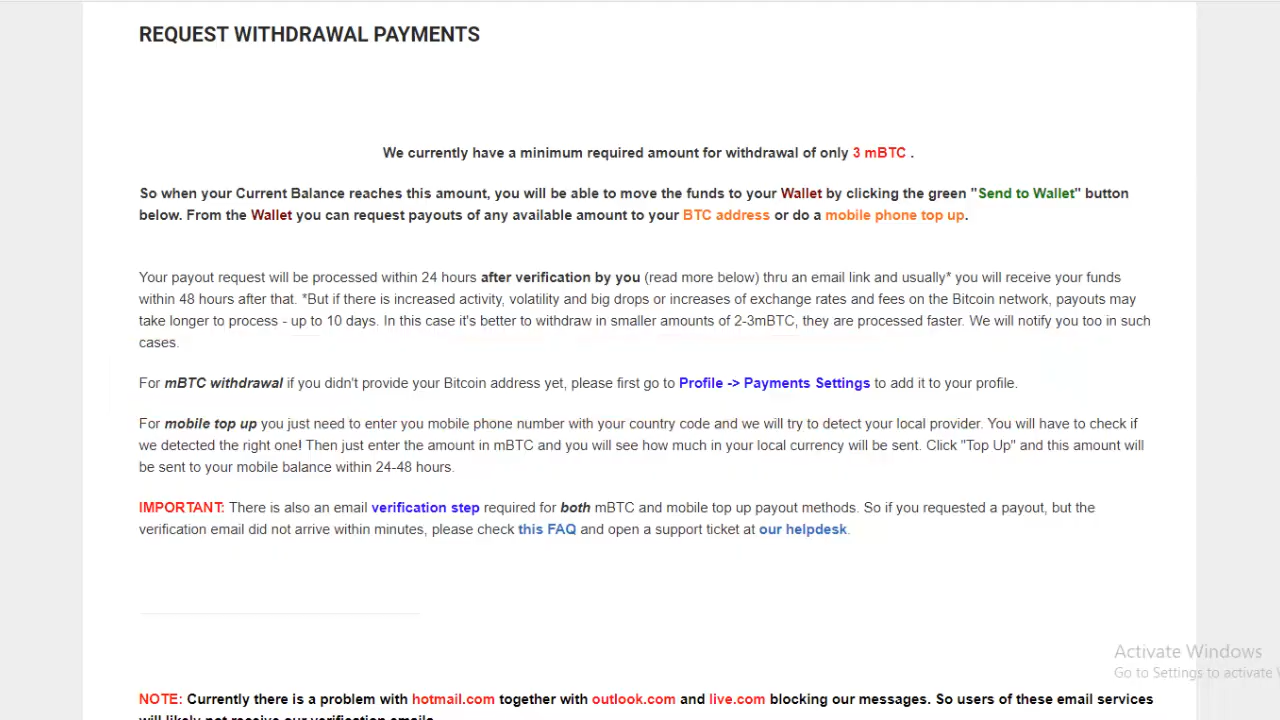 REQUEST WITHDRAWAL PAYMENTS
We currently have a minimum required amount for withdrawal of only 3 mBTC .
So when your Current Balance reaches this amount, you will be able to move the funds to your Wallet by clicking the green "Send to Wallet" button
below. From the Wallet you can request payouts of any available amount to your BTC address or do a mobile phone top up.
Your payout request will be processed within 24 hours after verification by you (read more below) thru an email link and usually* you will receive your funds
within 48 hours after that. *But if there is increased activity, volatility and big drops or increases of exchange rates and fees on the Bitcoin network, payouts may
take longer to process - up to 10 days. In this case it's better to withdraw in smaller amounts of 2-3mBTC, they are processed faster. We will notify you too in such
cases.
For mBTC withdrawal if you didn't provide your Bitcoin address yet, please first go to Profile -> Payments Settings to add it to your profile.
For mobile top up you just need to enter you mobile phone number with your country code and we will try to detect your local provider. You will have to check if
we detected the right one! Then just enter the amount in mBTC and you will see how much in your local currency will be sent. Click "Top Up" and this amount will
be sent to your mobile balance within 24-48 hours.
IMPORTANT: There is also an email verification step required for both mBTC and mobile top up payout methods. So if you requested a payout, but the
verification email did not arrive within minutes, please check this FAQ and open a support ticket at our helpdesk.
Activate Windows
Go to Settings to activate
NOTE: Currently there is a problem with hotmail.com together with outlook.com and live.com blocking our messages. So users of these email services
will likely not receive our verification emails